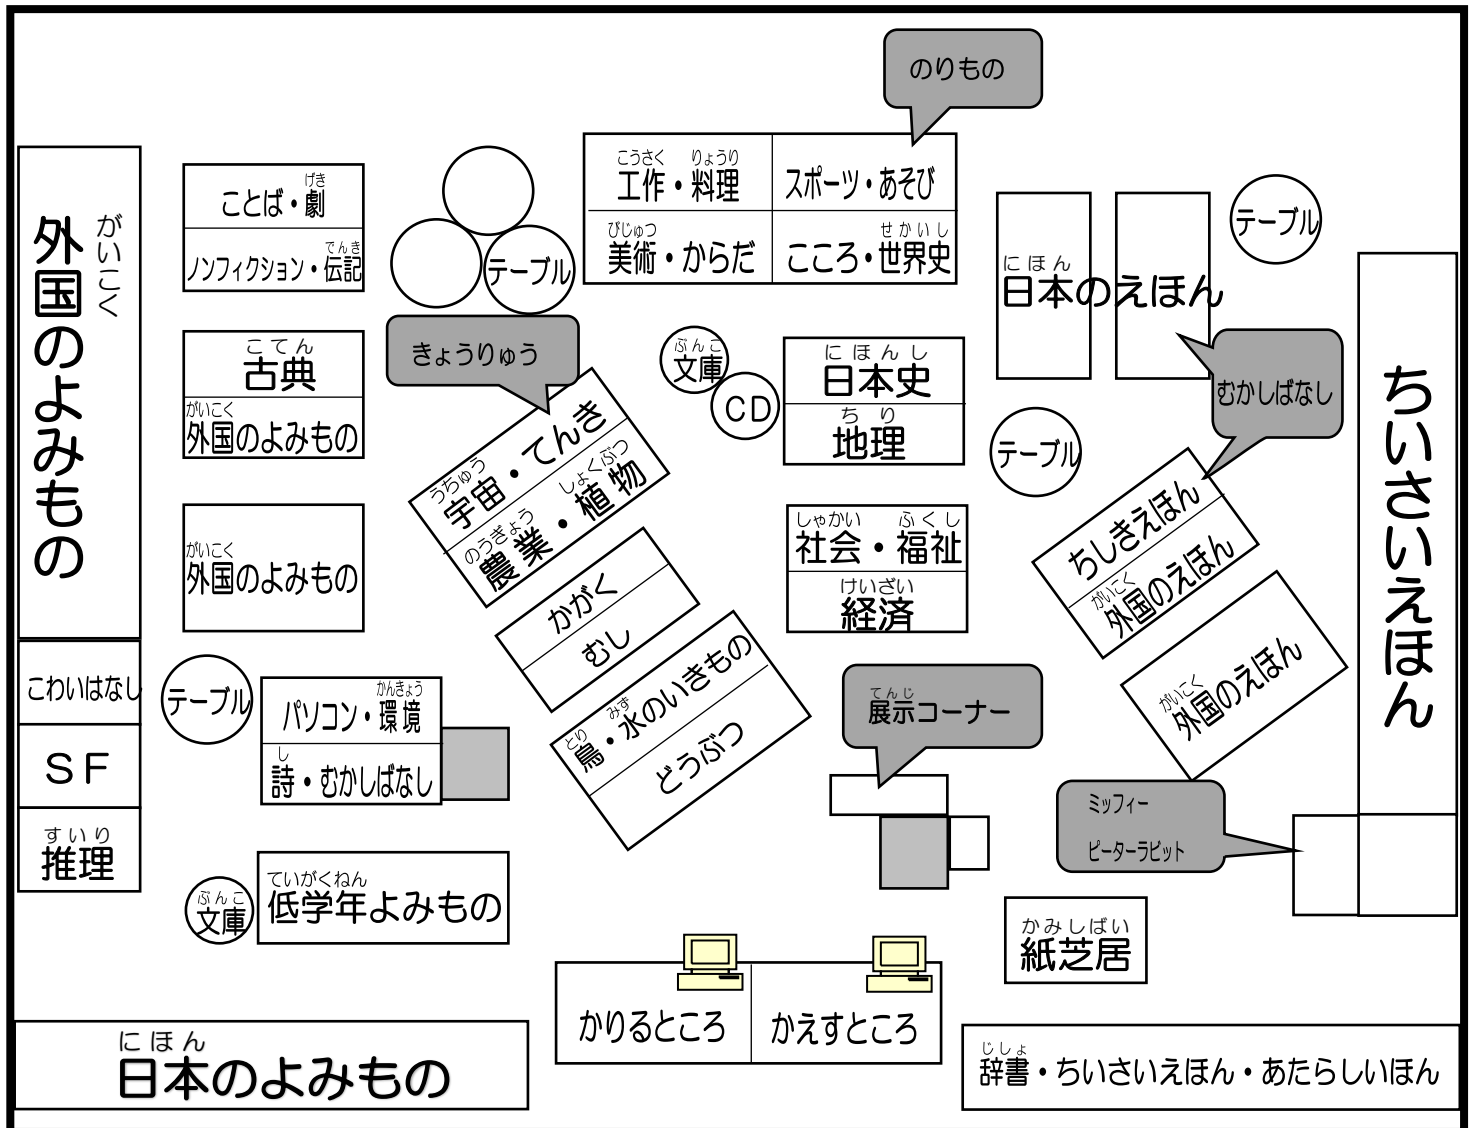 のりもの
がいこく
外国のよみもの
げき
ことば・劇
でんき
ノンフィクション・伝記
テーブル
こうさく りょうり
工作・料理
スポーツ・あそび
びじゅつ
美術・からだ
せかいし
こころ・世界史
にほん
日本のえほん
テーブル
こてん
古典
がいこく
外国のよみもの
きょうりゅう
ぶんこ
文庫
CD
にほんし
日本史
ちり
地理
テーブル
むかしばなし
ちいさいえほん
うちゅう
宇宙・てんき
のうぎょう しょくぶつ
農業・植物
がいこく
外国のよみもの
かがく
むし
しゃかい ふくし
社会・福祉
けいざい
経済
ちしきえほん
がいこく
外国のえほん
がいこく
外国のえほん
こわいはなし
SF
すいり
推理
テーブル
かんきょう
パソコン・環境
し
詩・むかしばなし
とり みず
鳥・水のいきもの
どうぶつ
てんじ
展示コーナー
ミッフィー
ピーターラビット
ぶんこ
文庫
ていがくねん
低学年よみもの
かみしばい
紙芝居
かりるところ
かえすところ
にほん
日本のよみもの
じしょ
辞書・ちいさいえほん・あたらしいほん